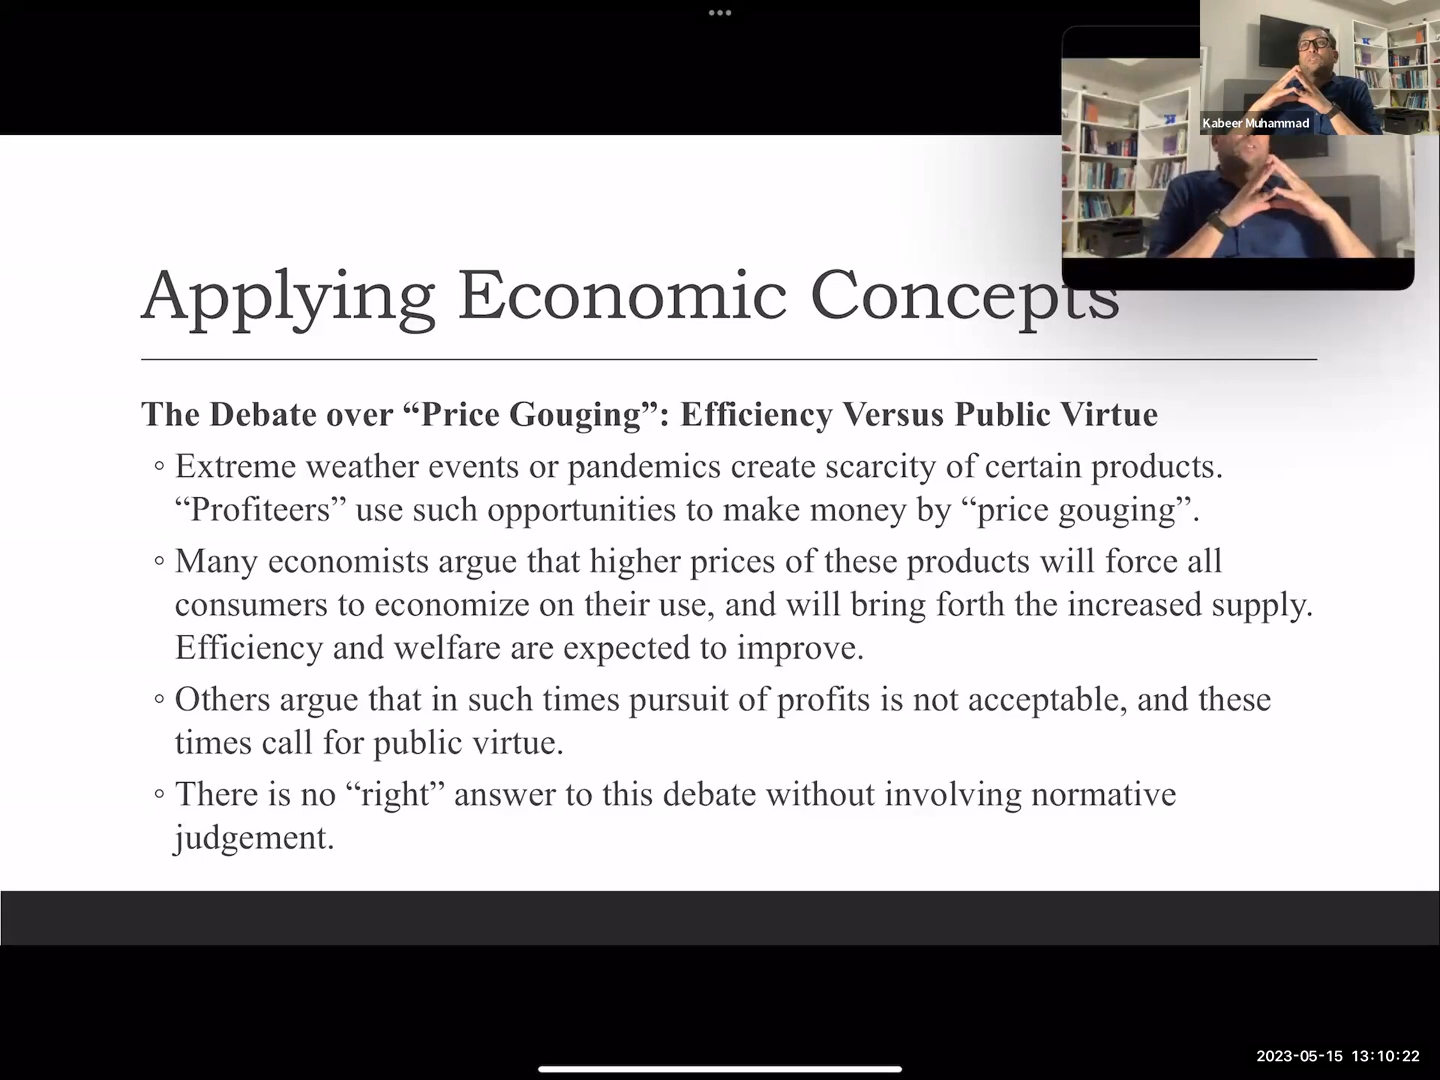 Kabeer Muhammad
Applying Economic Concepts
The Debate over “Price Gouging”: Efficiency Versus Public Virtue
◦ Extreme weather events or pandemics create scarcity of certain products.
“Profiteers” use such opportunities to make money by “price gouging”.
◦ Many economists argue that higher prices of these products will force all
consumers to economize on their use, and will bring forth the increased supply.
Efficiency and welfare are expected to improve.
◦ Others argue that in such times pursuit of profits is not acceptable, and these
times call for public virtue.
◦ There is no “right” answer to this debate without involving normative
judgement.
2023-05-15 13:10:22